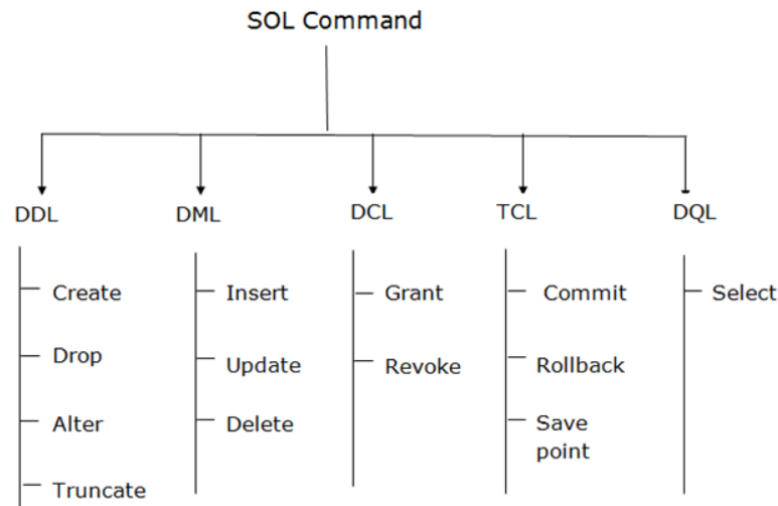 SOL Command
DDL
DML
DCL
TCL
DQL
Create
Drop
Alter
Truncate
Insert
Update
Delete
Grant
Revoke
Commit
Rollback
Save
point
Select